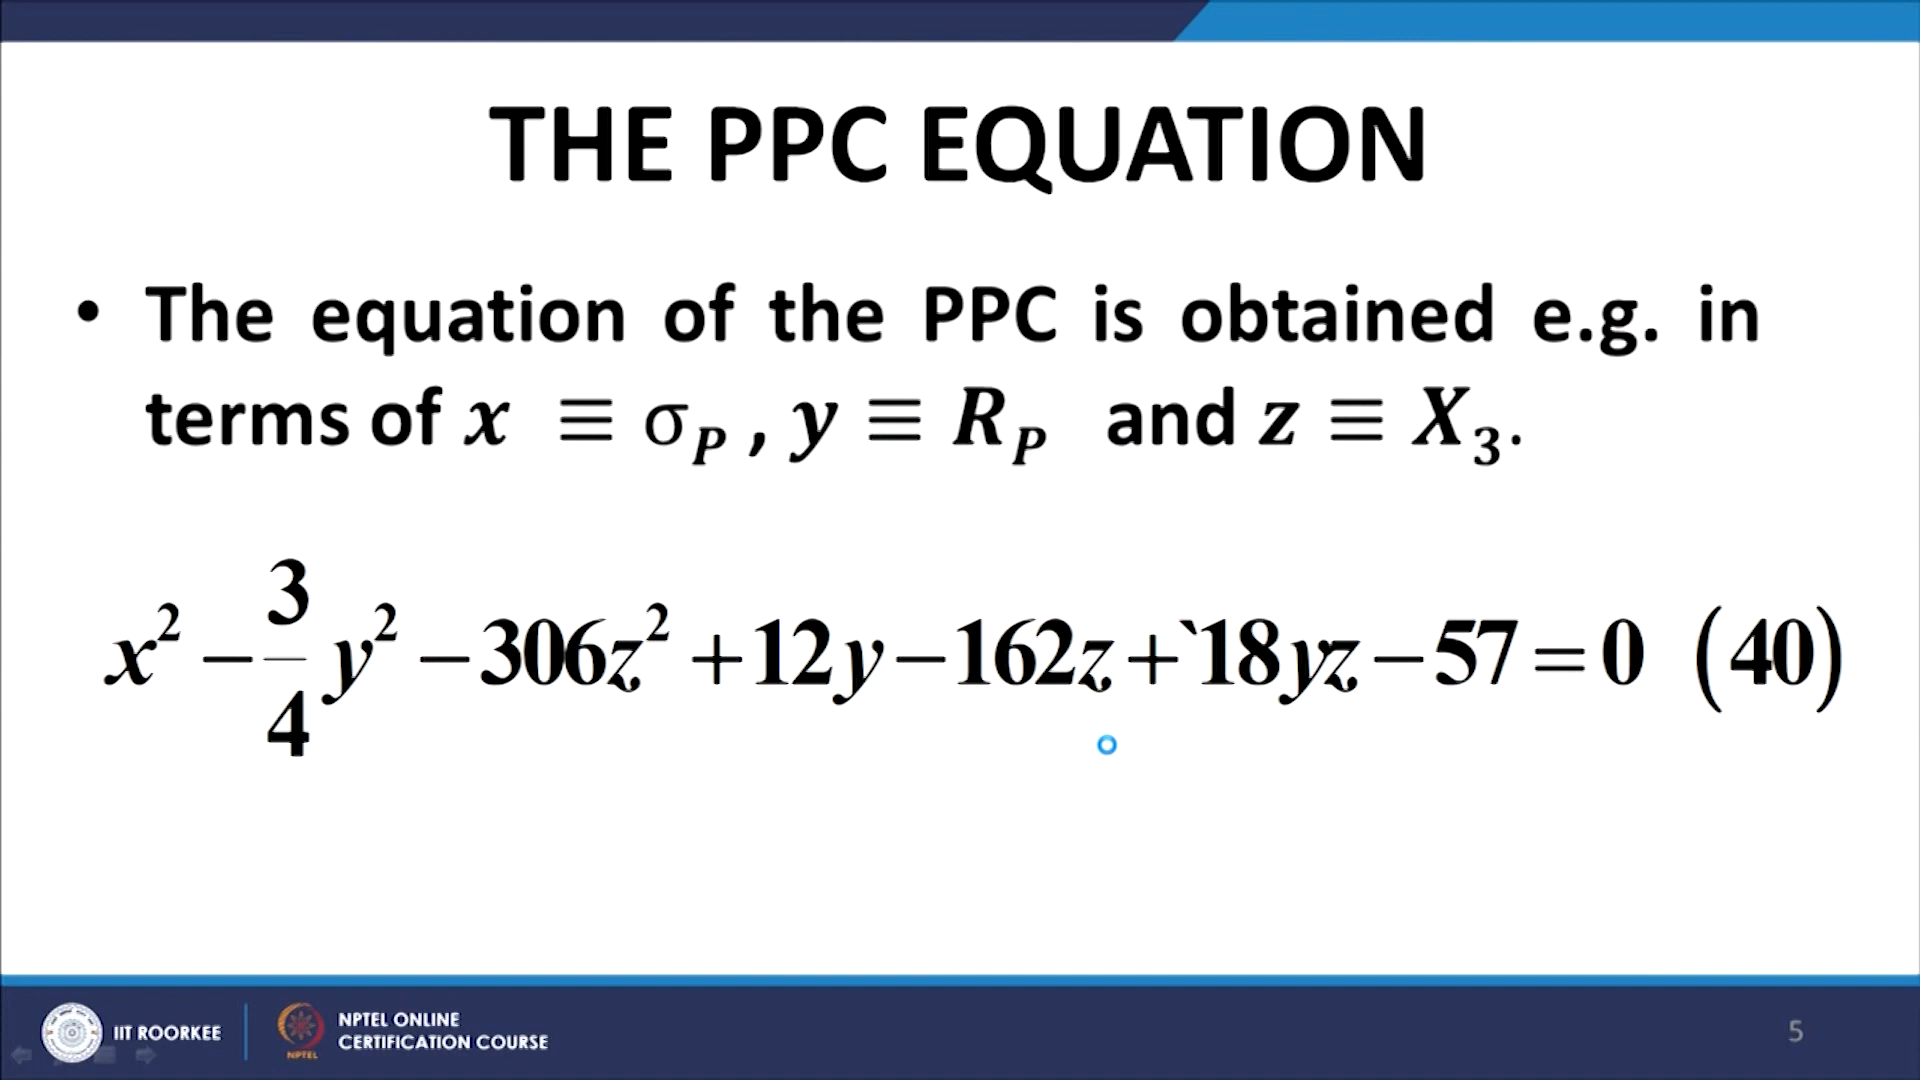 THE PPC EQUATION
• The equation of the PPC is obtained e.g. in
terms of x ≡ σ_P , y ≡ R_P and z ≡ X_3.
x² − 3/4 y² − 306z² + 12y − 162z + `18yz − 57 = 0 (40)
IIT ROORKEE
NPTEL
NPTEL ONLINE
CERTIFICATION COURSE
5